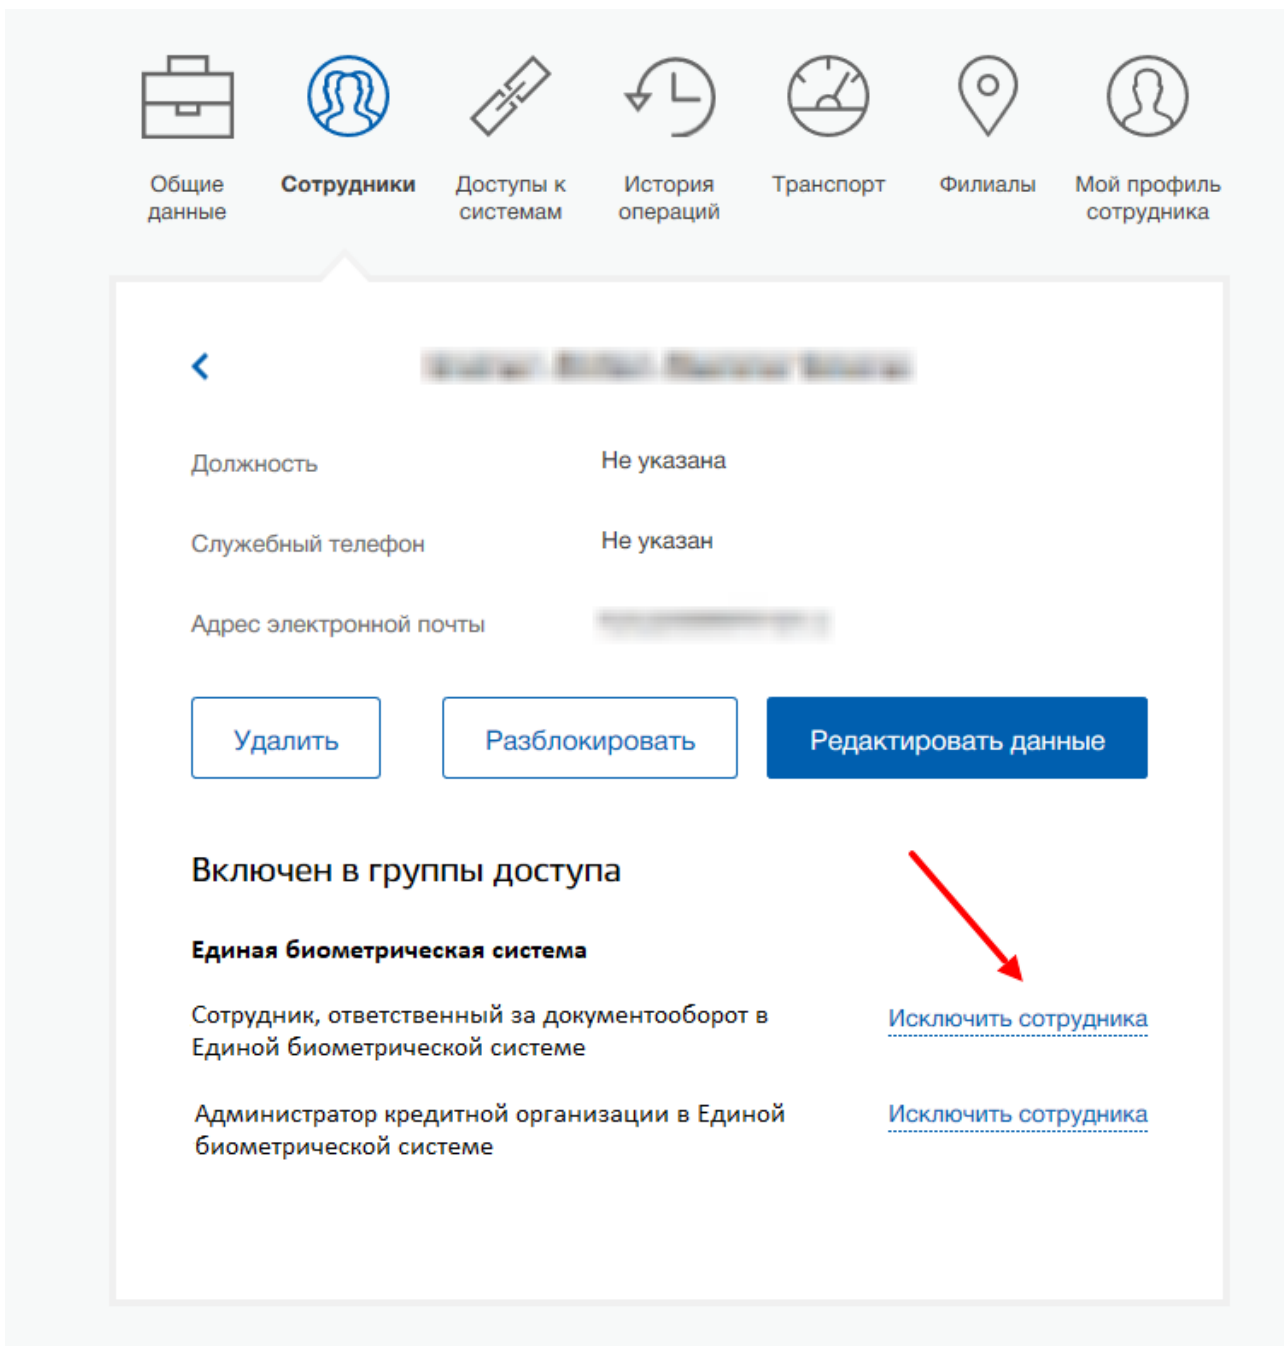 Общие
данные
Сотрудники
Доступы к
системам
История
операций
Транспорт
Филиалы
Мой профиль
сотрудника
Должность
Не указана
Служебный телефон
Не указан
Адрес электронной почты
Удалить
Разблокировать
Редактировать данные
Включен в группы доступа
Единая биометрическая система
Сотрудник, ответственный за документооборот в
Единой биометрической системе
Исключить сотрудника
Администратор кредитной организации в Единой
биометрической системе
Исключить сотрудника